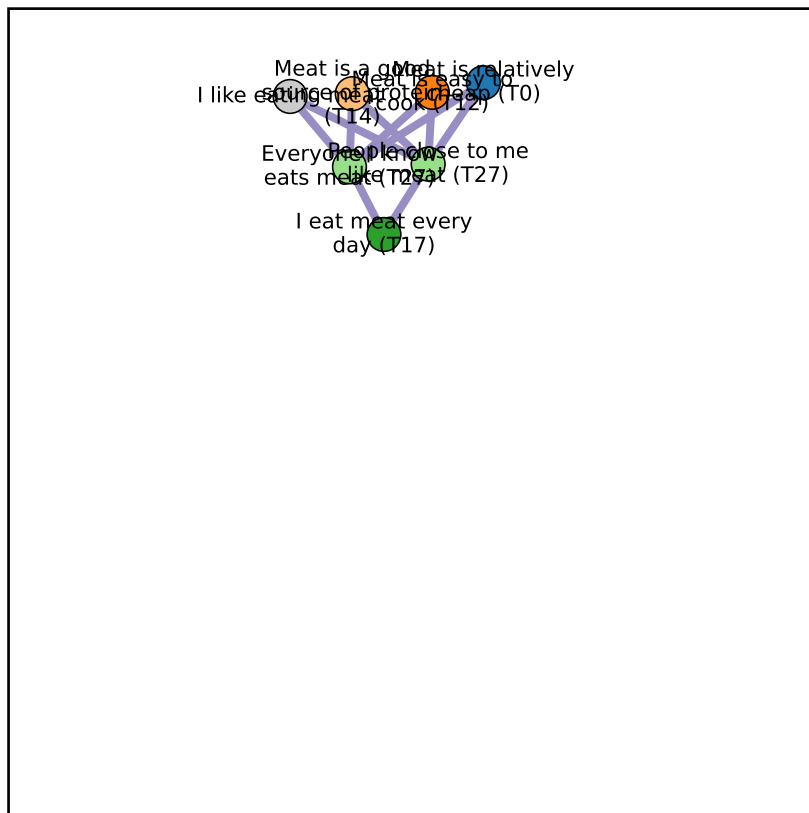 Meat is a good
source of protein
(T14)
Meat is relatively
cheap (T0)
Meat is easy to
cook (T12)
I like eating meat
Everyone I know
eats meat (T27)
People close to me
like meat (T27)
I eat meat every
day (T17)